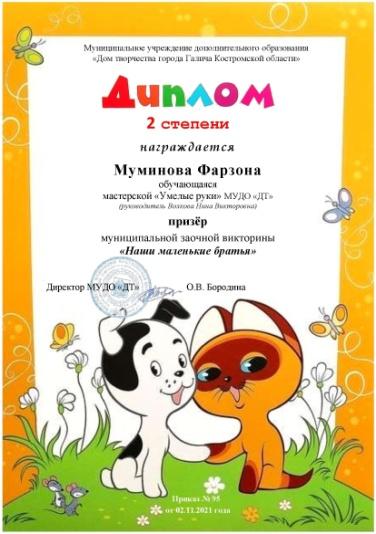 Муниципальное учреждение дополнительного образования
«Дом творчества города Галича Костромской области»
Диплом
2 степени
награждается
Муминова Фарзона
обучающаяся
мастерской «Умелые руки» МУДО «ДТ»
(руководитель Волкова Нина Викторовна)
призёр
муниципальной заочной викторины
«Наши маленькие братья»
Директор МУДО «ДТ» О.В. Бородина
Приказ № 95
от 02.11.2021 года